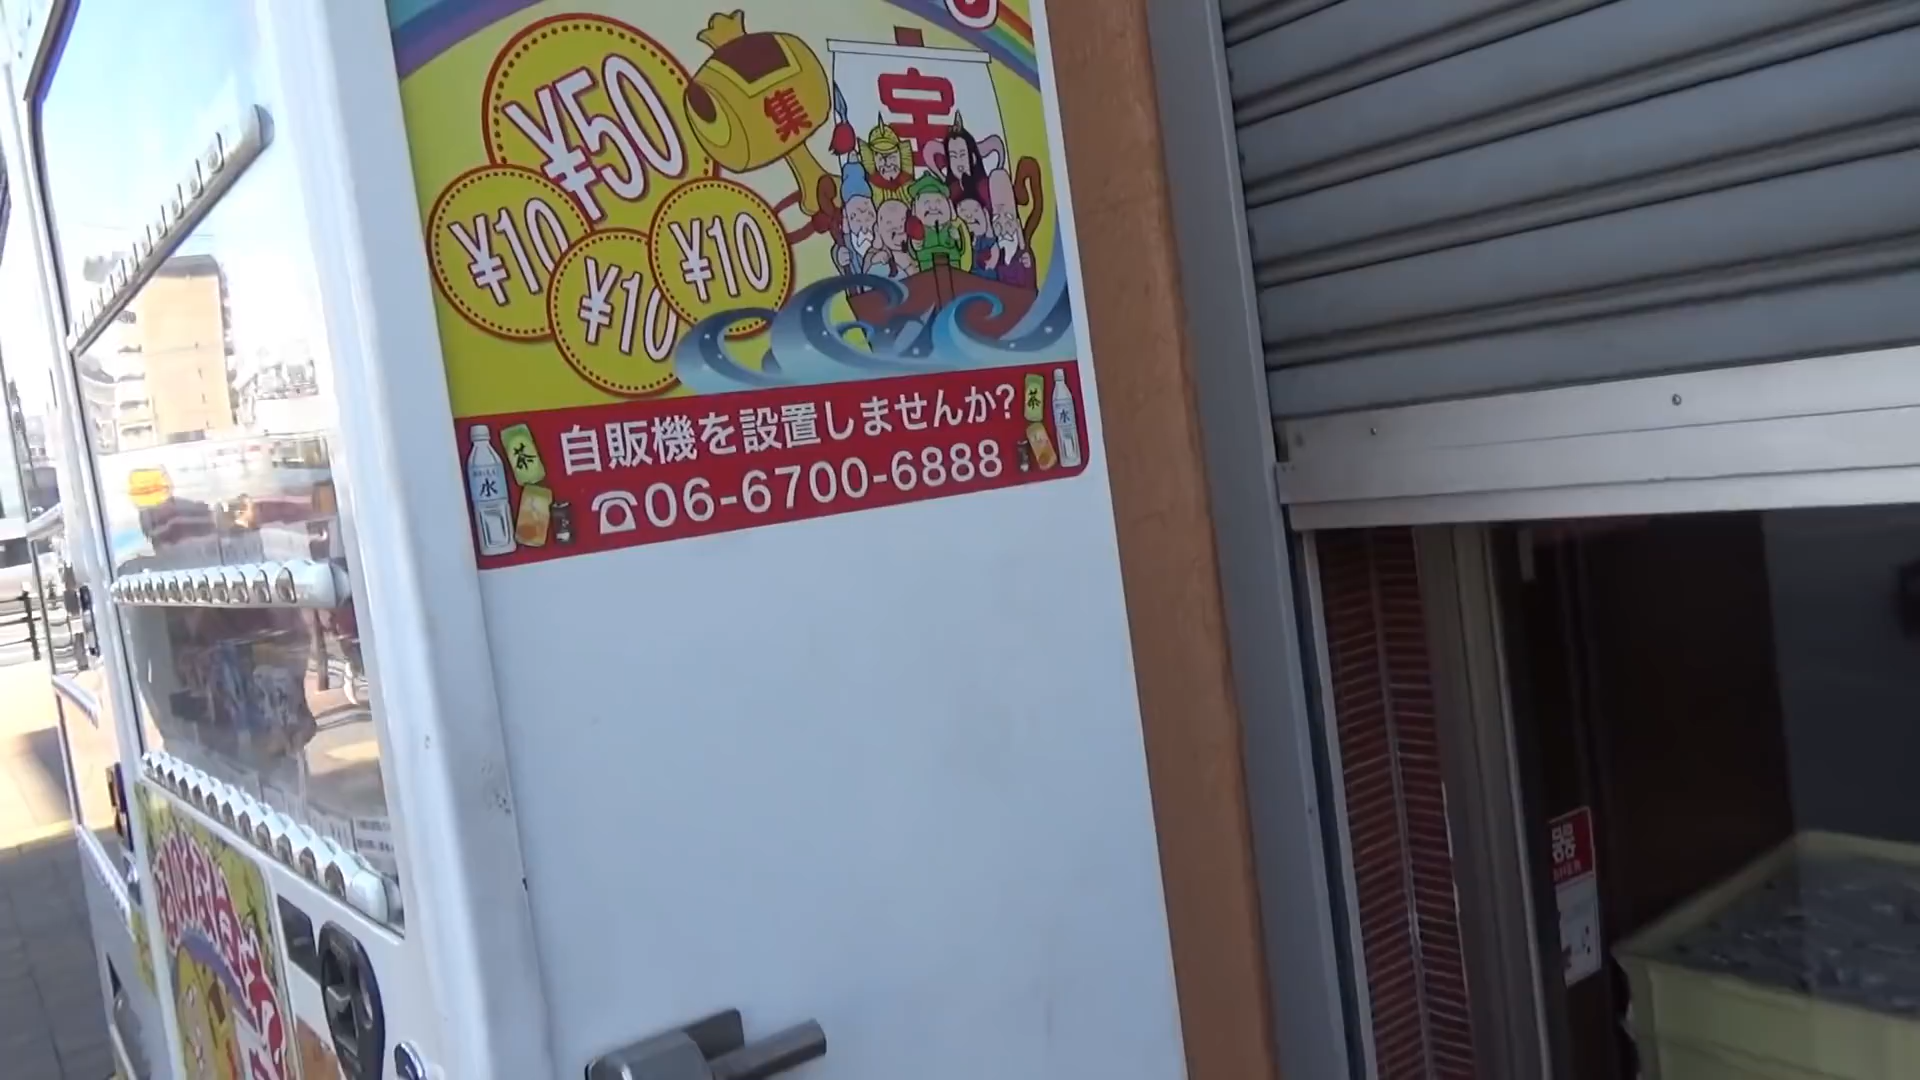 ¥50
集
宝
¥10
¥10
¥10
自販機を設置しませんか?
茶
水
茶
水
☎06-6700-6888